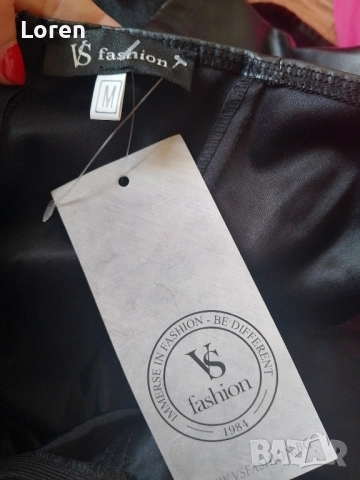 Loren
VS fashion
M
IMMERSE IN FASHION - BE DIFFERENT
VS
fashion
1984
BAZAR